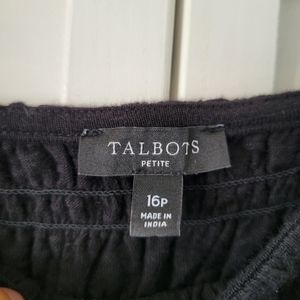 TALBOTS
PETITE
16P
MADE IN
INDIA